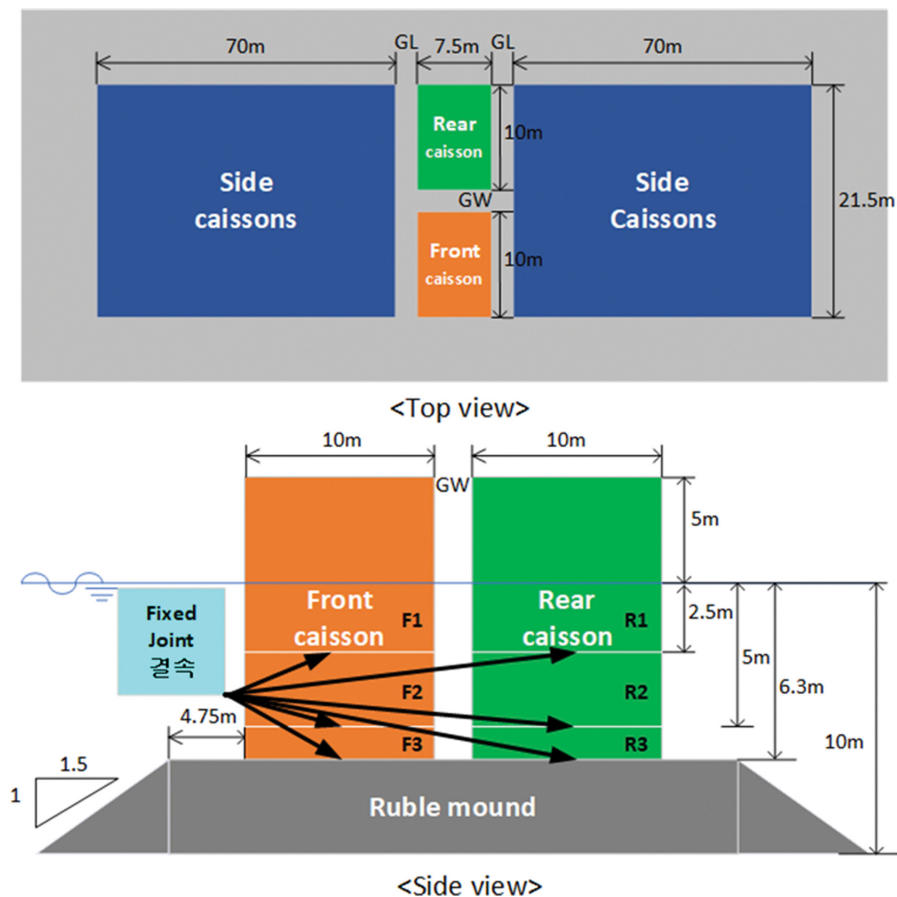 70m
GL
7.5m
GL
70m
Rear
caisson
10m
Side
caissons
Side
Caissons
GW
21.5m
Front
caisson
10m
<Top view>
10m
10m
GW
5m
Fixed
Joint
결속
Front
caisson
F1
Rear
caisson
R1
2.5m
5m
F2
R2
6.3m
4.75m
F3
R3
10m
1.5
1
Ruble mound
<Side view>